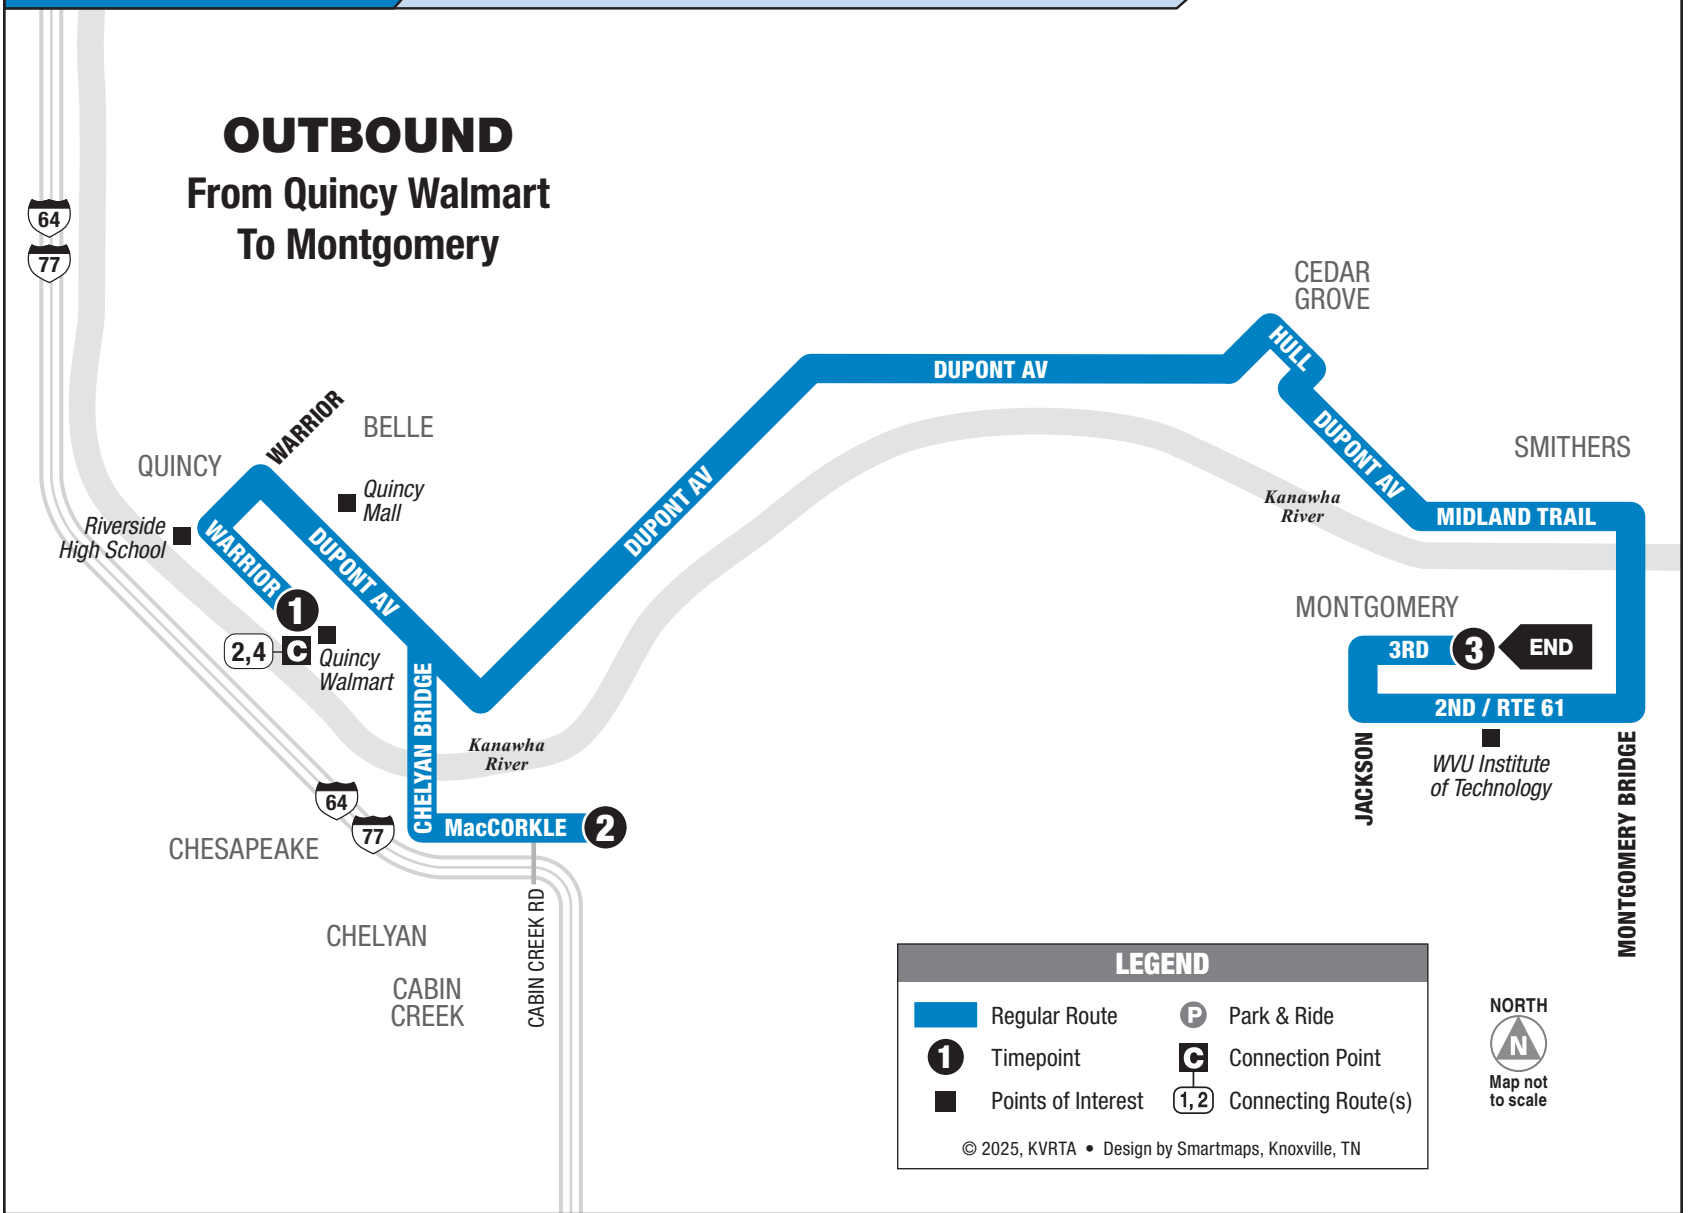 OUTBOUND
From Quincy Walmart
To Montgomery
64
77
CEDAR
GROVE
HULL
DUPONT AV
WARRIOR
BELLE
DUPONT AV
SMITHERS
QUINCY
Quincy
Mall
DUPONT AV
Kanawha
River
MIDLAND TRAIL
Riverside
High School
WARRIOR
DUPONT AV
1
MONTGOMERY
2,4
C
Quincy
Walmart
3RD
3
END
CHELYAN BRIDGE
2ND / RTE 61
Kanawha
River
JACKSON
WVU Institute
of Technology
MONTGOMERY BRIDGE
64
77
MacCORKLE
2
CHESAPEAKE
CABIN CREEK RD
CHELYAN
CABIN
CREEK
LEGEND
Regular Route
P
Park & Ride
1
Timepoint
C
Connection Point
Points of Interest
1, 2
Connecting Route(s)
© 2025, KVRTA • Design by Smartmaps, Knoxville, TN
NORTH
N
Map not
to scale